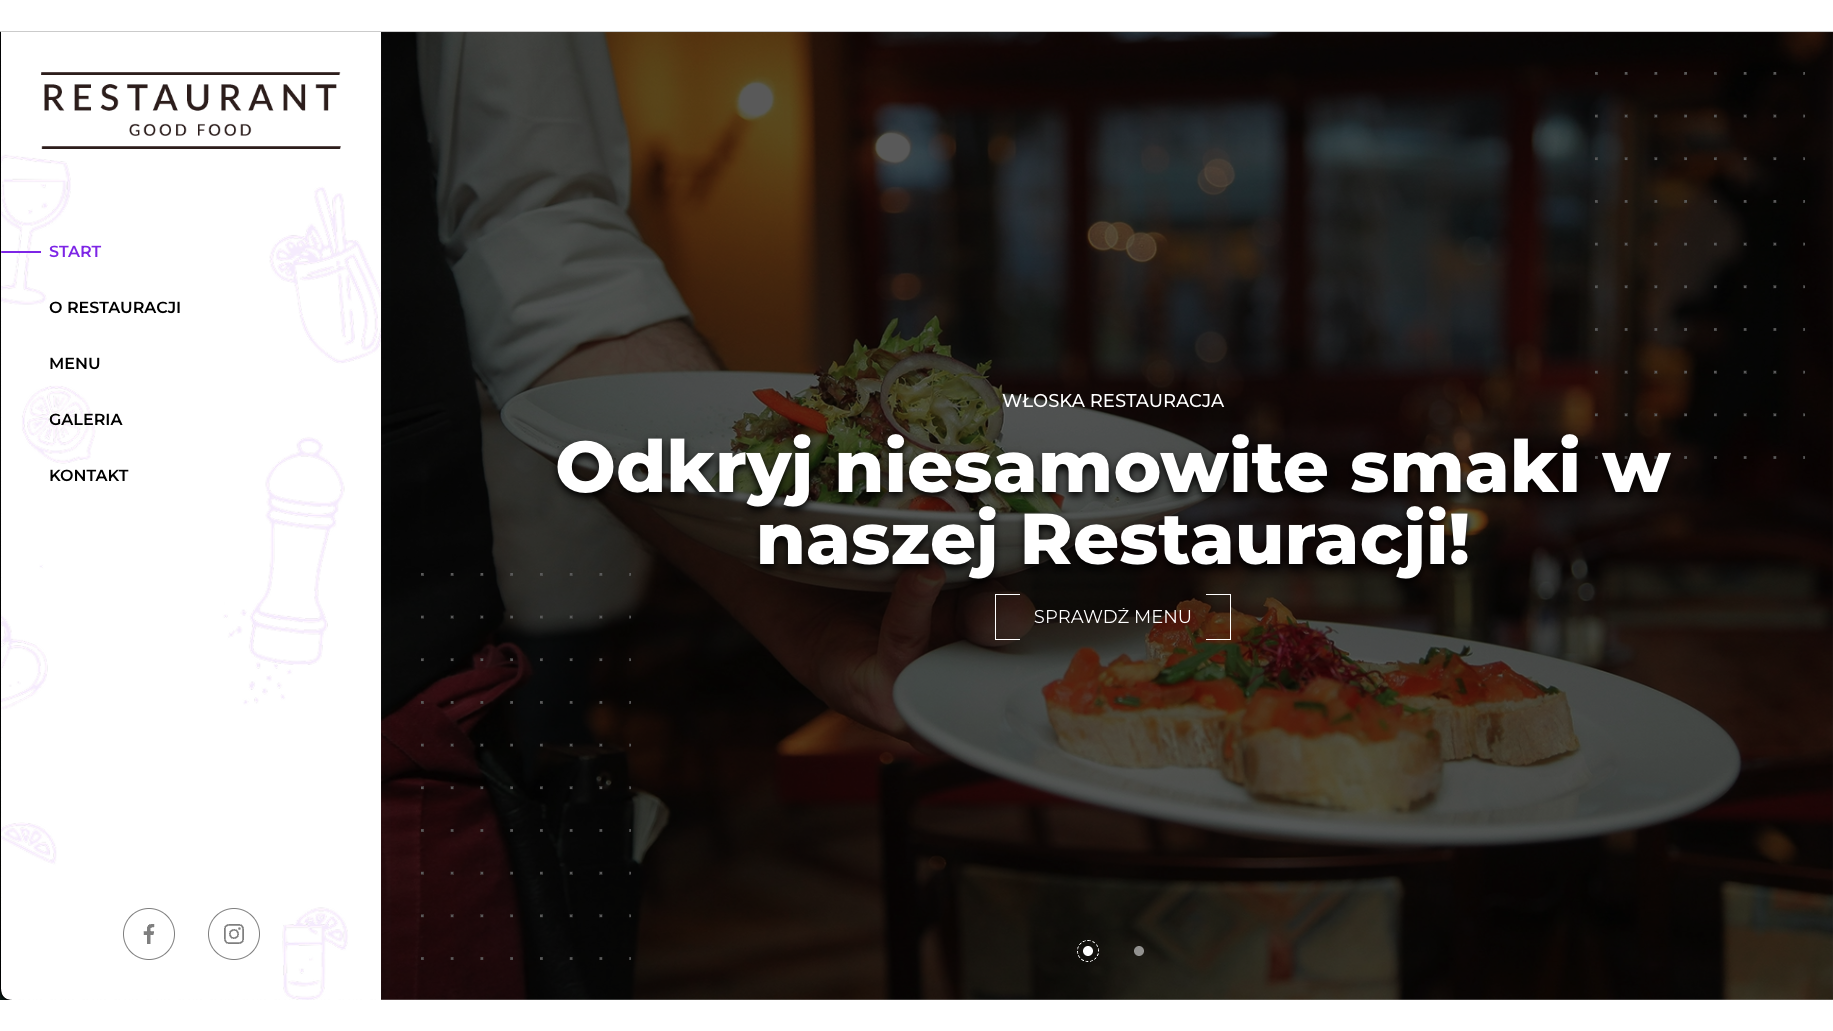 RESTAURANT
GOOD FOOD
START
O RESTAURACJI
MENU
GALERIA
KONTAKT
WŁOSKA RESTAURACJA
Odkryj niesamowite smaki w
naszej Restauracji!
SPRAWDŹ MENU